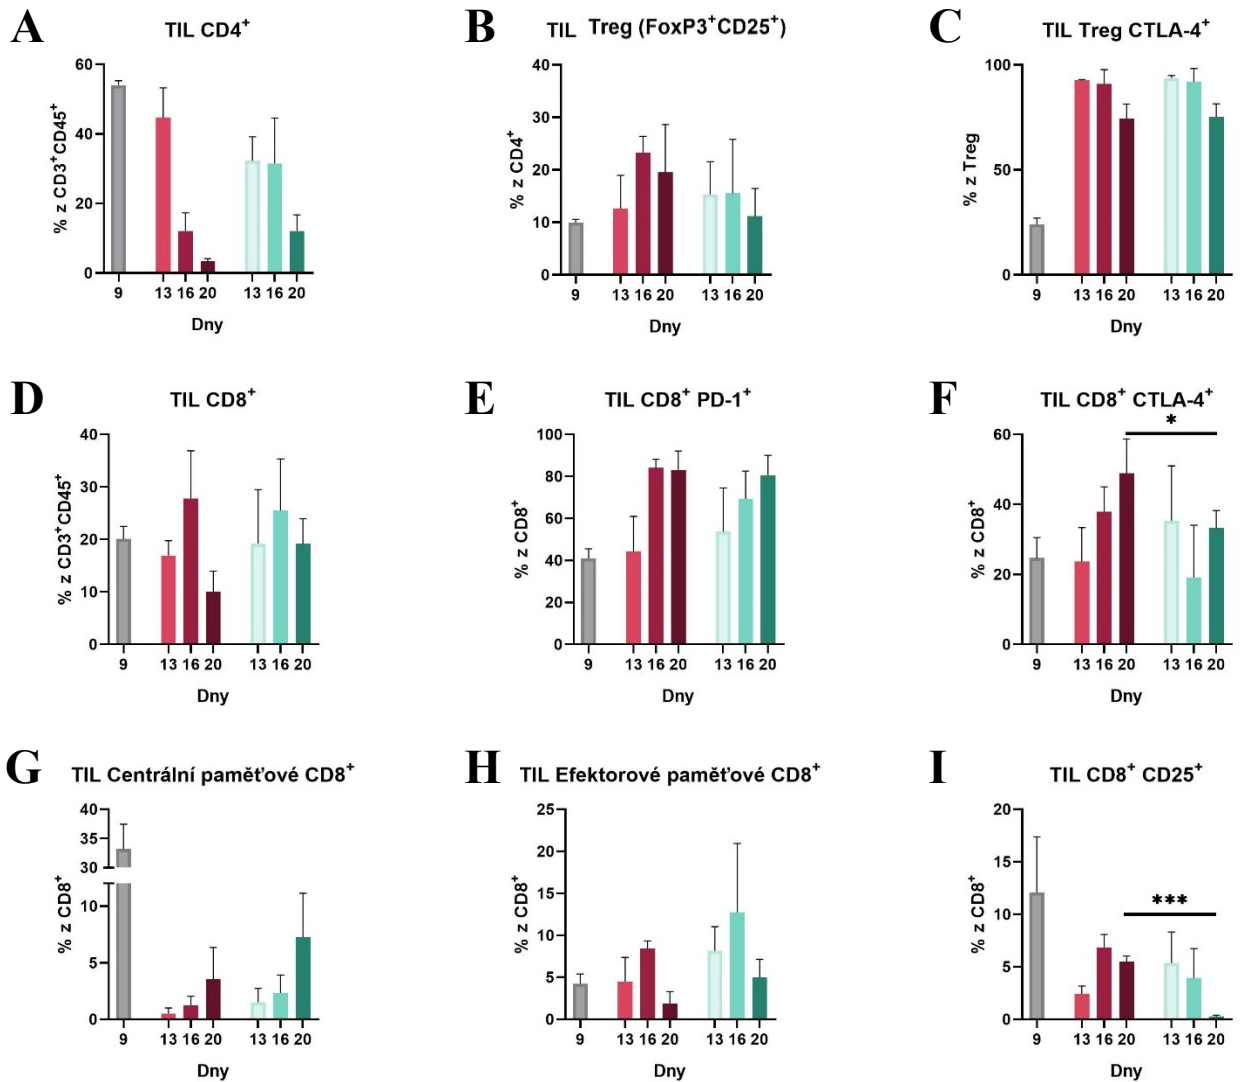 A
TIL CD4⁺
% z CD3⁺CD45⁺
60
40
20
0
9 13 16 20 13 16 20
Dny
B
TIL Treg (FoxP3⁺CD25⁺)
% z CD4⁺
40
30
20
10
0
9 13 16 20 13 16 20
Dny
C
TIL Treg CTLA-4⁺
% z Treg
100
50
0
9 13 16 20 13 16 20
Dny
D
TIL CD8⁺
% z CD3⁺CD45⁺
40
30
20
10
0
9 13 16 20 13 16 20
Dny
E
TIL CD8⁺ PD-1⁺
% z CD8⁺
100
80
60
40
20
0
9 13 16 20 13 16 20
Dny
F
TIL CD8⁺ CTLA-4⁺
*
% z CD8⁺
60
40
20
0
9 13 16 20 13 16 20
Dny
G
TIL Centrální paměťové CD8⁺
% z CD8⁺
40
35
30
10
5
0
9 13 16 20 13 16 20
Dny
H
TIL Efektorové paměťové CD8⁺
% z CD8⁺
25
20
15
10
5
0
9 13 16 20 13 16 20
Dny
I
TIL CD8⁺ CD25⁺
***
% z CD8⁺
20
15
10
5
0
9 13 16 20 13 16 20
Dny